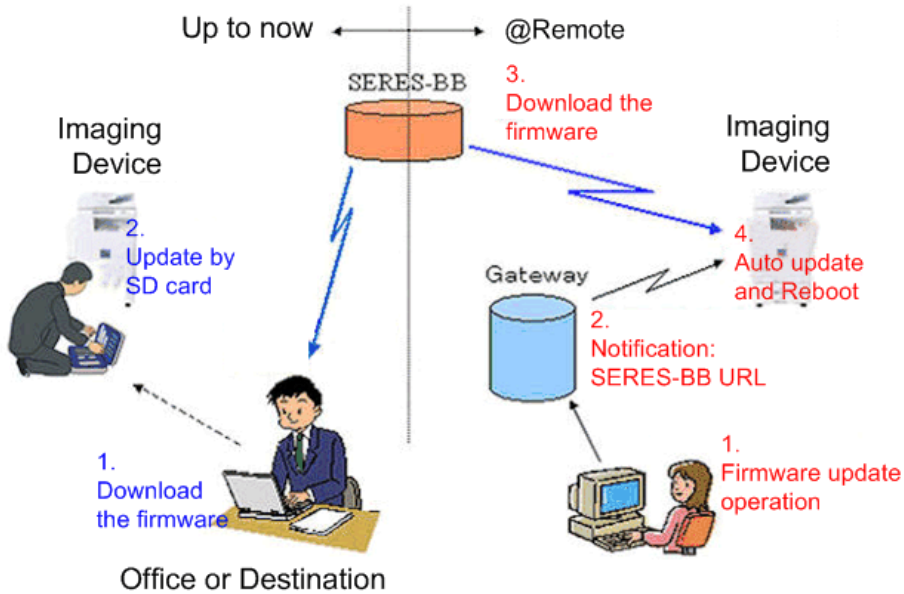 Up to now
@Remote
SERES-BB
3.
Download the
firmware
Imaging
Device
Imaging
Device
2.
Update by
SD card
4.
Auto update
and Reboot
Gateway
2.
Notification:
SERES-BB URL
1.
Download
the firmware
1.
Firmware update
operation
Office or Destination